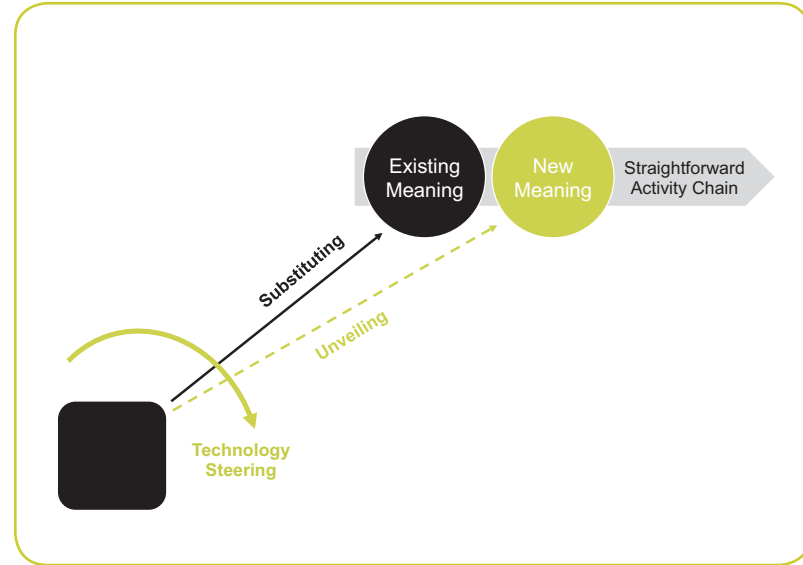 Existing
Meaning
New
Meaning
Straightforward
Activity Chain
Substituting
Unveiling
Technology
Steering